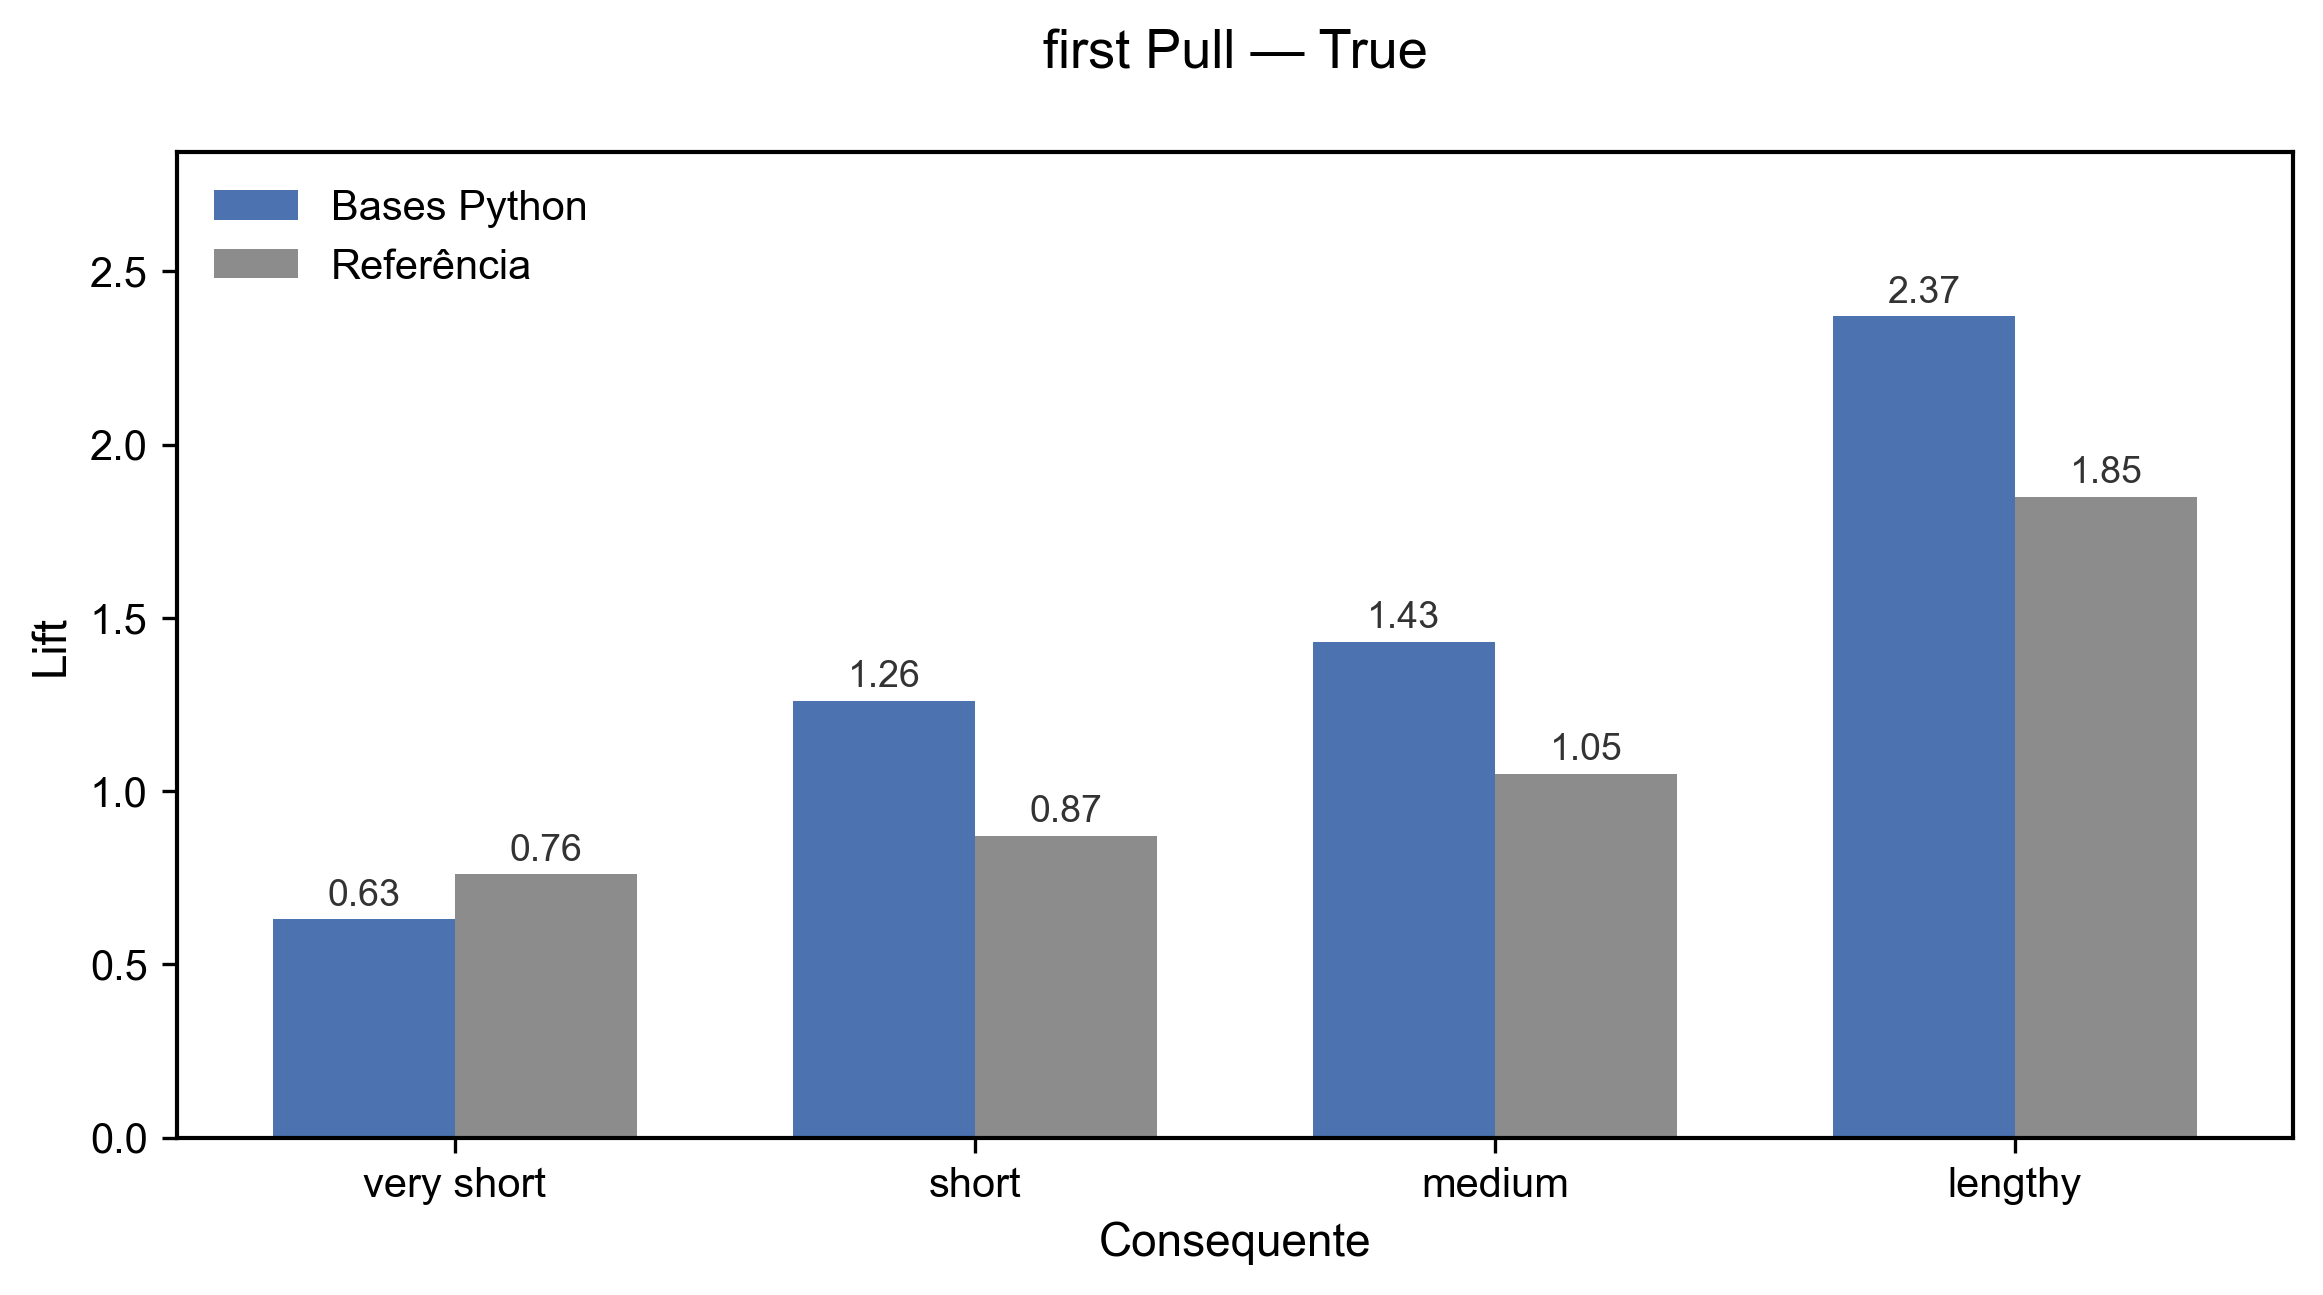 first Pull — True
Bases Python
Referência
2.5
2.0
1.5
1.0
0.5
0.0
Lift
0.63
0.76
1.26
0.87
1.43
1.05
2.37
1.85
very short
short
medium
lengthy
Consequente